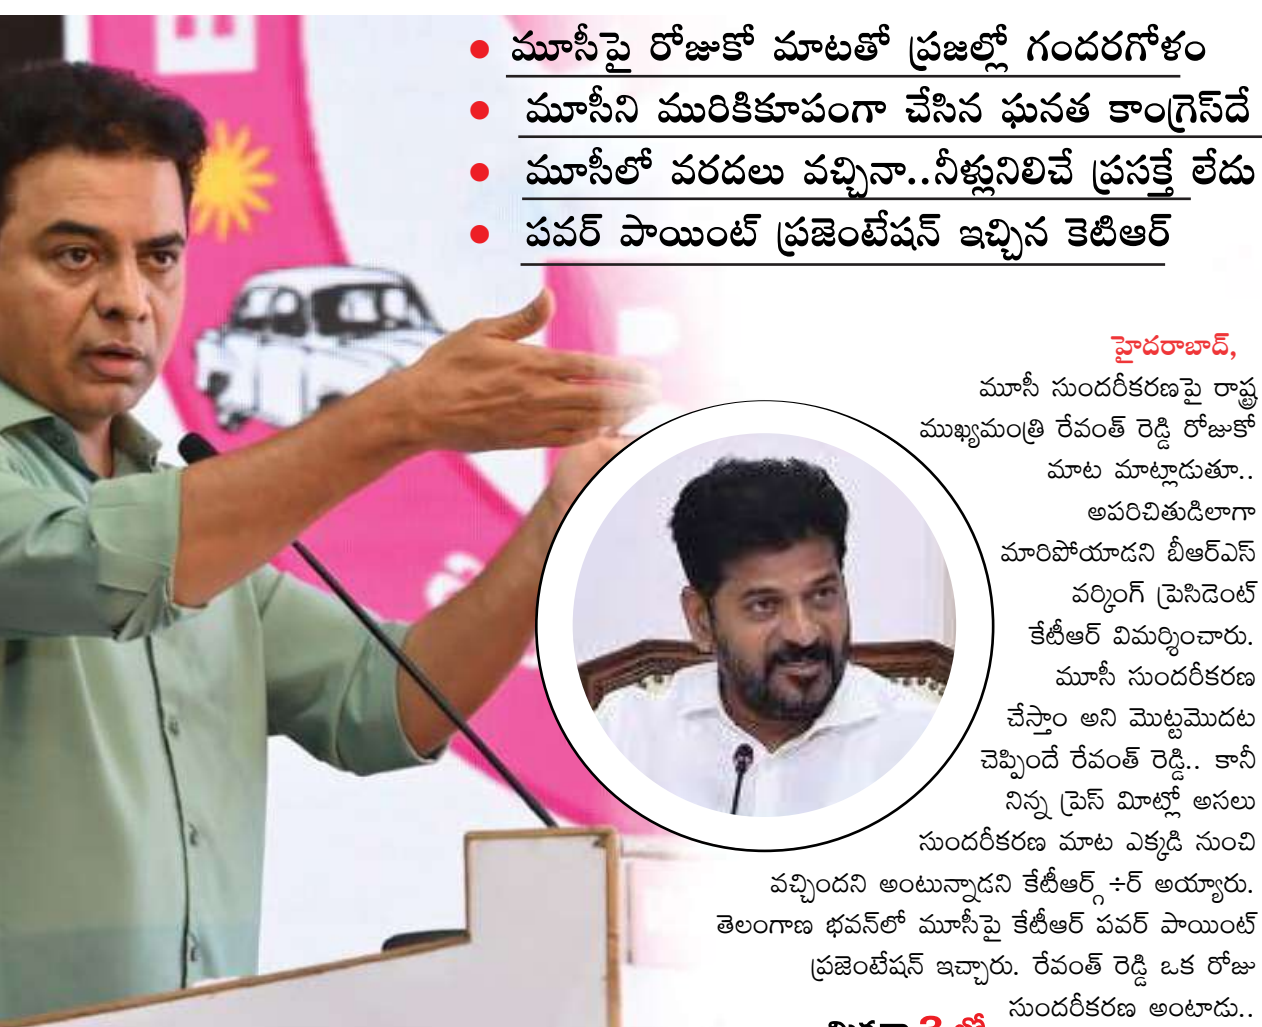 మూసీపై రోజుకో మాటతో ప్రజల్లో గందరగోళం
మూసీని మురికికూపంగా చేసిన ఘనత కాంగ్రెస్‌దే
మూసీలో వరదలు వచ్చినా..నీళ్లునిలిచే ప్రసక్తే లేదు
పవర్ పాయింట్ ప్రజెంటేషన్ ఇచ్చిన కెటిఆర్
హైదరాబాద్,
మూసీ సుందరీకరణపై రాష్ట్ర
ముఖ్యమంత్రి రేవంత్ రెడ్డి రోజుకో
మాట మాట్లాడుతూ..
అపరిచితుడిలాగా
మారిపోయాడని బీఆర్ఎస్
వర్కింగ్ ప్రెసిడెంట్
కేటీఆర్ విమర్శించారు.
మూసీ సుందరీకరణ
చేస్తాం అని మొట్టమొదట
చెప్పిందే రేవంత్ రెడ్డి.. కానీ
నిన్న ప్రెస్ మీట్లో అసలు
సుందరీకరణ మాట ఎక్కడి నుంచి
వచ్చిందని అంటున్నాడని కేటీఆర్గ్ ÷ర్ అయ్యారు.
తెలంగాణ భవన్‌లో మూసీపై కేటీఆర్ పవర్ పాయింట్
ప్రజెంటేషన్ ఇచ్చారు. రేవంత్ రెడ్డి ఒక రోజు
సుందరీకరణ అంటాడు..